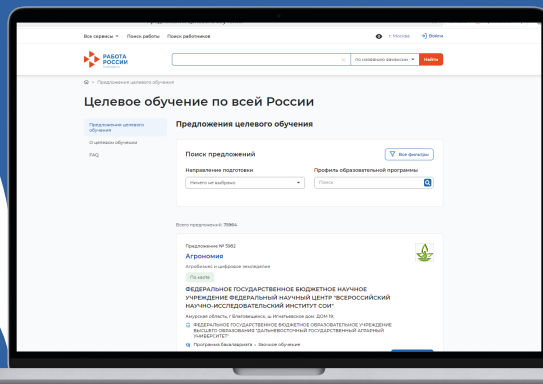 Все сервисы
Поиск работы
Поиск работников
г. Москва
Войти
РАБОТА
РОССИИ
по названию вакансии
Найти
Предложения целевого обучения
Целевое обучение по всей России
Предложения целевого обучения
О целевом обучении
FAQ
Предложения целевого обучения
Поиск предложений
Все фильтры
Направление подготовки
Профиль образовательной программы
Ничего не выбрано
Поиск
Всего предложений: 75964
Предложение № 5982
Агрономия
Агробизнес и цифровое земледелие
По квоте
ФЕДЕРАЛЬНОЕ ГОСУДАРСТВЕННОЕ БЮДЖЕТНОЕ НАУЧНОЕ
УЧРЕЖДЕНИЕ ФЕДЕРАЛЬНЫЙ НАУЧНЫЙ ЦЕНТР "ВСЕРОССИЙСКИЙ
НАУЧНО-ИССЛЕДОВАТЕЛЬСКИЙ ИНСТИТУТ СОИ"
Амурская область, г Благовещенск, ш Игнатьевское дом: ДОМ 19;
ФЕДЕРАЛЬНОЕ ГОСУДАРСТВЕННОЕ БЮДЖЕТНОЕ ОБРАЗОВАТЕЛЬНОЕ УЧРЕЖДЕНИЕ
ВЫСШЕГО ОБРАЗОВАНИЯ "ДАЛЬНЕВОСТОЧНЫЙ ГОСУДАРСТВЕННЫЙ АГРАРНЫЙ
УНИВЕРСИТЕТ"
Программа бакалавриата • Заочное обучение